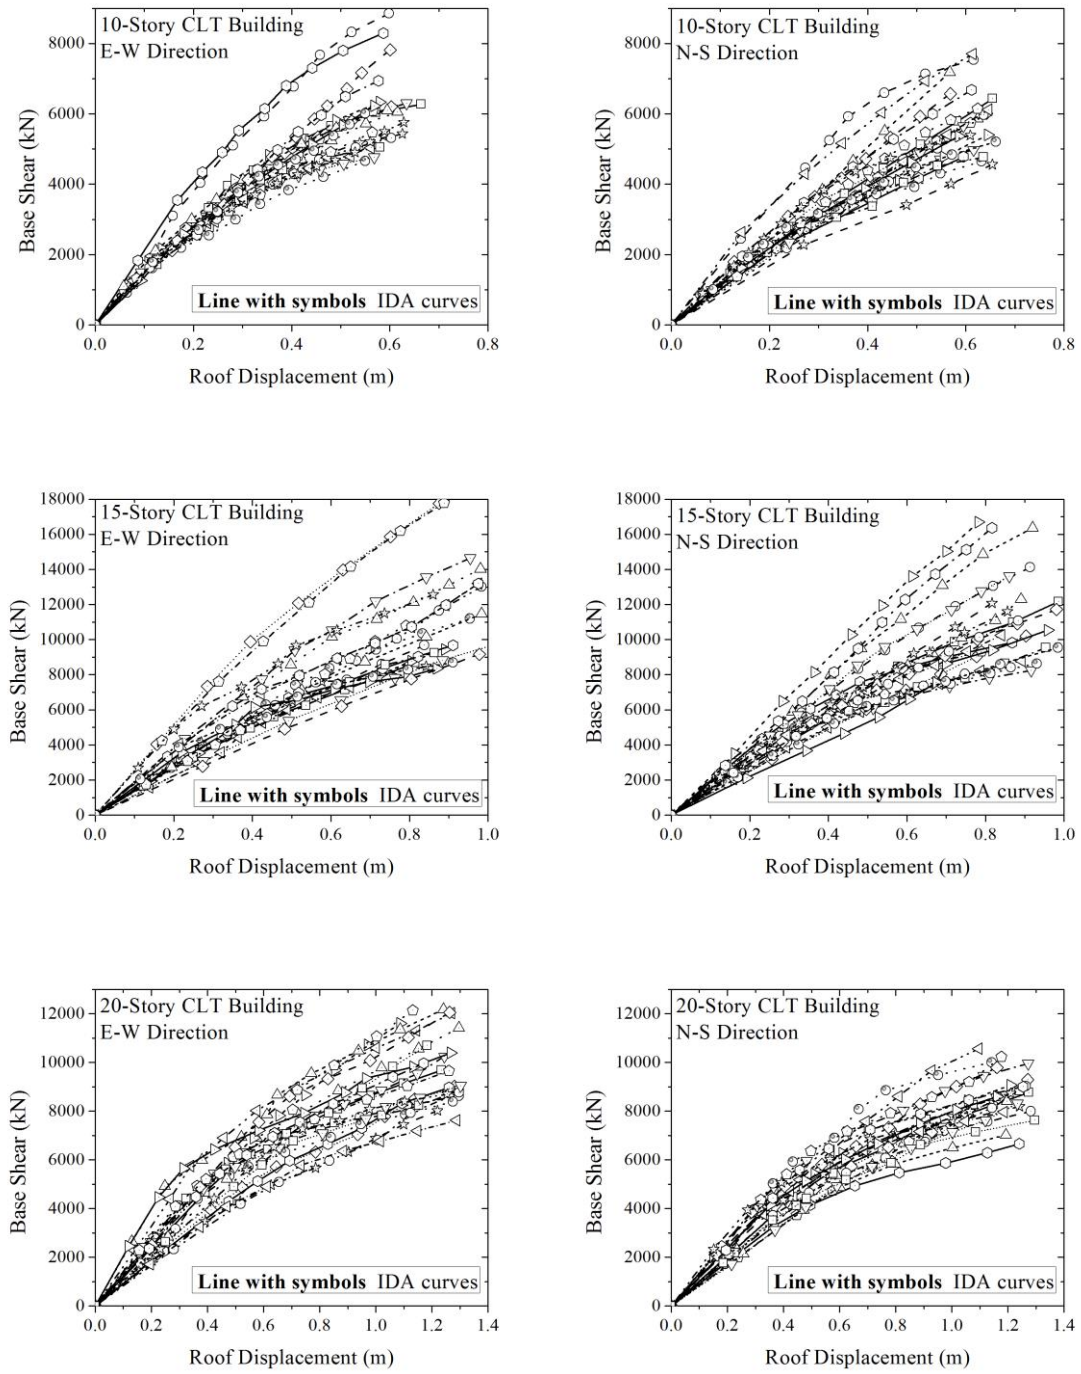 10-Story CLT Building
E-W Direction
8000
6000
4000
2000
0
Base Shear (kN)
Line with symbols IDA curves
0.0 0.2 0.4 0.6 0.8
Roof Displacement (m)
10-Story CLT Building
N-S Direction
8000
6000
4000
2000
0
Base Shear (kN)
Line with symbols IDA curves
0.0 0.2 0.4 0.6 0.8
Roof Displacement (m)
15-Story CLT Building
E-W Direction
18000
16000
14000
12000
10000
8000
6000
4000
2000
0
Base Shear (kN)
Line with symbols IDA curves
0.0 0.2 0.4 0.6 0.8 1.0
Roof Displacement (m)
15-Story CLT Building
N-S Direction
18000
16000
14000
12000
10000
8000
6000
4000
2000
0
Base Shear (kN)
Line with symbols IDA curves
0.0 0.2 0.4 0.6 0.8 1.0
Roof Displacement (m)
20-Story CLT Building
E-W Direction
12000
10000
8000
6000
4000
2000
0
Base Shear (kN)
Line with symbols IDA curves
0.0 0.2 0.4 0.6 0.8 1.0 1.2 1.4
Roof Displacement (m)
20-Story CLT Building
N-S Direction
12000
10000
8000
6000
4000
2000
0
Base Shear (kN)
Line with symbols IDA curves
0.0 0.2 0.4 0.6 0.8 1.0 1.2 1.4
Roof Displacement (m)